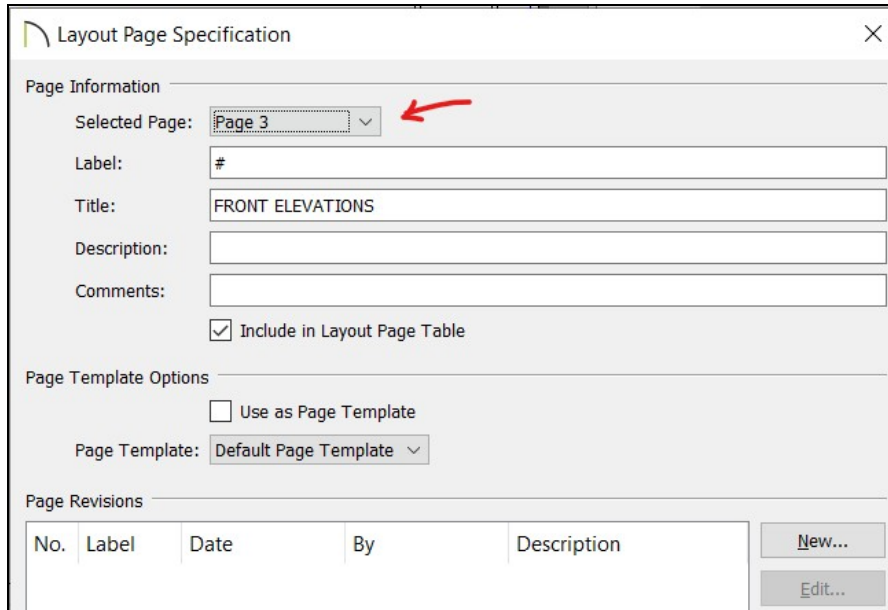 Layout Page Specification
Page Information
Selected Page: Page 3
Label: #
Title: FRONT ELEVATIONS
Description:
Comments:
Include in Layout Page Table
Page Template Options
Use as Page Template
Page Template: Default Page Template
Page Revisions
No. Label Date By Description New...
Edit...